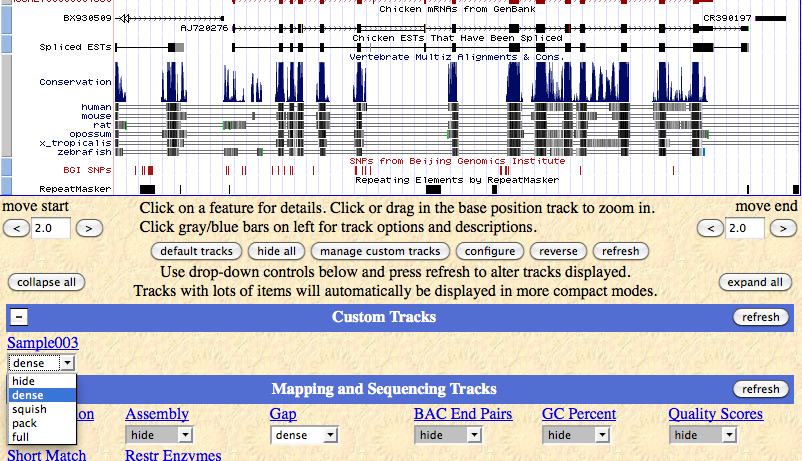 Chicken mRNAs from GenBank
BX930509
CR390197
AJ720276
Chicken ESTs That Have Been Spliced
Spliced ESTs
Vertebrate Multiz Alignments & Cons.
Conservation
human
mouse
rat
opossum
x_tropicalis
zebrafish
SNPs from Beijing Genomics Institute
BGI SNPs
Repeating Elements by RepeatMasker
RepeatMasker
move start
Click on a feature for details. Click or drag in the base position track to zoom in.
move end
< 2.0 >
Click gray/blue bars on left for track options and descriptions.
< 2.0 >
default tracks hide all manage custom tracks configure reverse refresh
collapse all
Use drop-down controls below and press refresh to alter tracks displayed.
Tracks with lots of items will automatically be displayed in more compact modes.
expand all
- Custom Tracks refresh
Sample003
dense
hide
dense
squish
pack
full
Mapping and Sequencing Tracks refresh
on Assembly Gap BAC End Pairs GC Percent Quality Scores
hide dense hide hide hide
Short Match Restr Enzymes